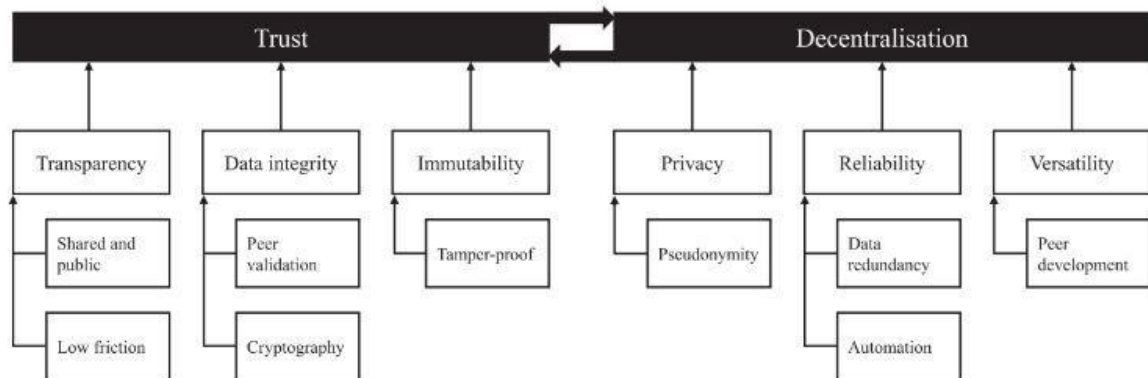 Trust
Decentralisation
Transparency
Data integrity
Immutability
Privacy
Reliability
Versatility
Shared and
public
Peer
validation
Tamper-proof
Pseudonymity
Data
redundancy
Peer
development
Low friction
Cryptography
Automation